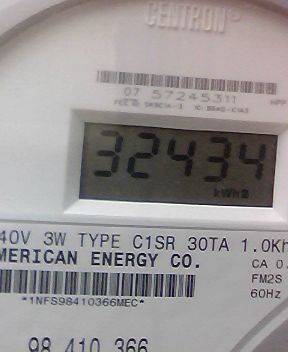 CENTRON®
07 57245311
32434
kWh
40V 3W TYPE C1SR 30TA 1.0Kh
MERICAN ENERGY CO.
CA 0.
FM2S
*1NFS98410366MEC*
60Hz
98 410 366